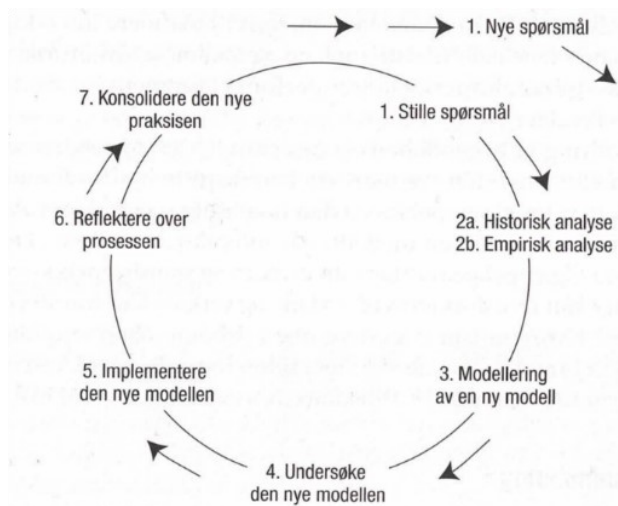 1. Nye spørsmål
1. Stille spørsmål
2a. Historisk analyse
2b. Empirisk analyse
3. Modellering
av en ny modell
4. Undersøke
den nye modellen
5. Implementere
den nye modellen
6. Reflektere over
prosessen
7. Konsolidere den nye
praksisen